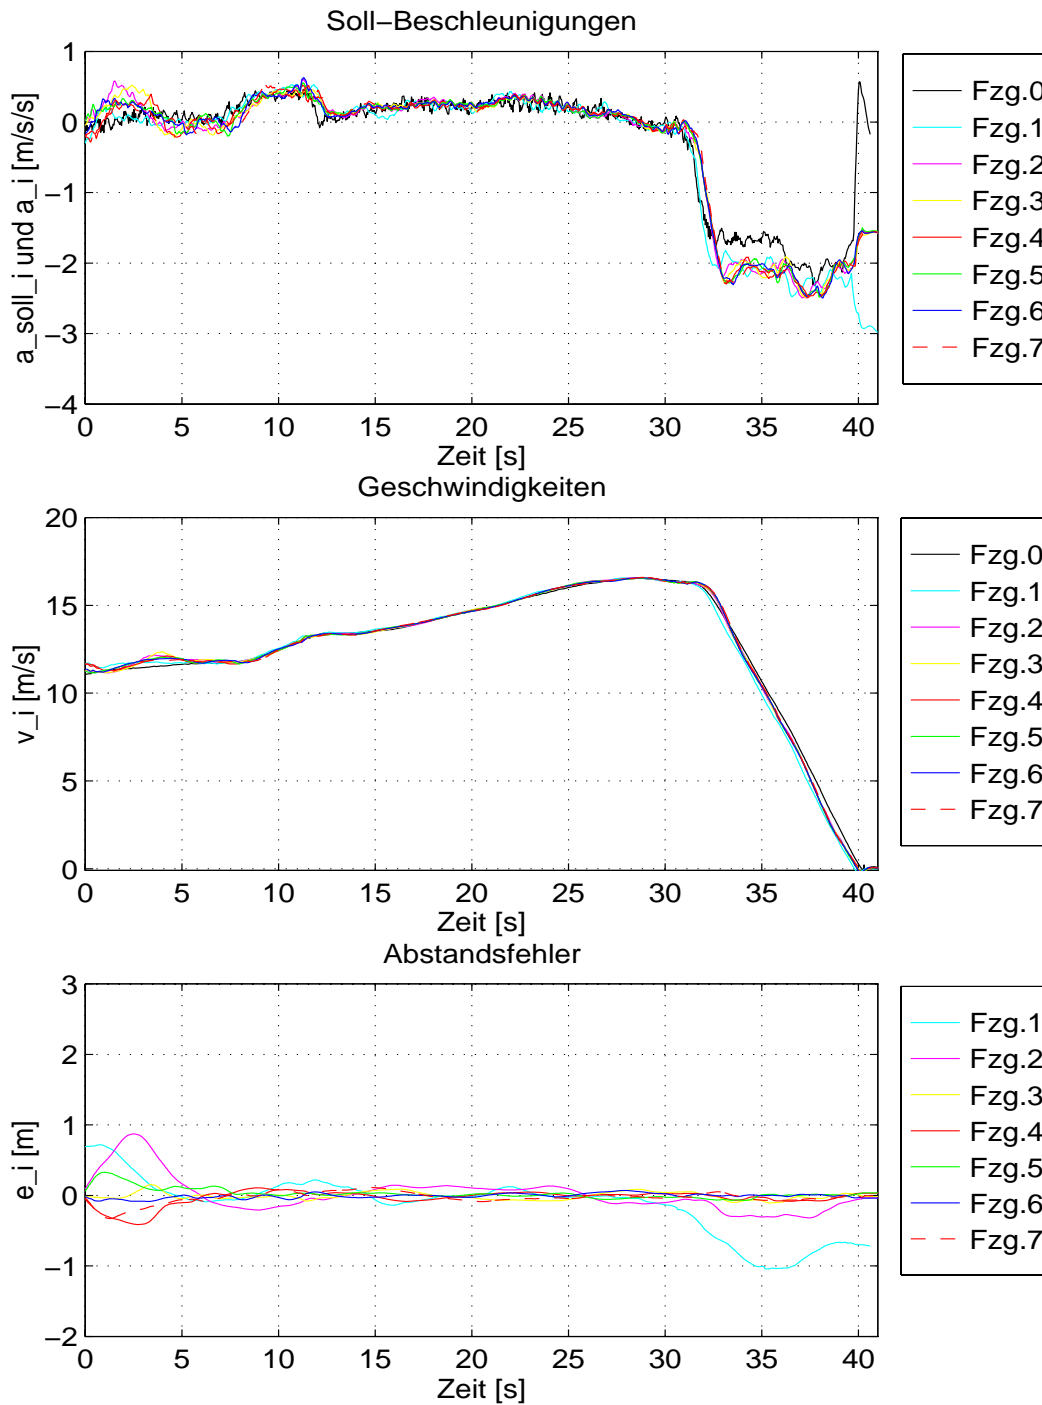 Soll−Beschleunigungen
a_soll_i und a_i [m/s/s]
1
0
−1
−2
−3
−4
0 5 10 15 20 25 30 35 40
Zeit [s]
Fzg.0
Fzg.1
Fzg.2
Fzg.3
Fzg.4
Fzg.5
Fzg.6
Fzg.7
Geschwindigkeiten
v_i [m/s]
20
15
10
5
0
0 5 10 15 20 25 30 35 40
Zeit [s]
Fzg.0
Fzg.1
Fzg.2
Fzg.3
Fzg.4
Fzg.5
Fzg.6
Fzg.7
Abstandsfehler
e_i [m]
3
2
1
0
−1
−2
0 5 10 15 20 25 30 35 40
Zeit [s]
Fzg.1
Fzg.2
Fzg.3
Fzg.4
Fzg.5
Fzg.6
Fzg.7